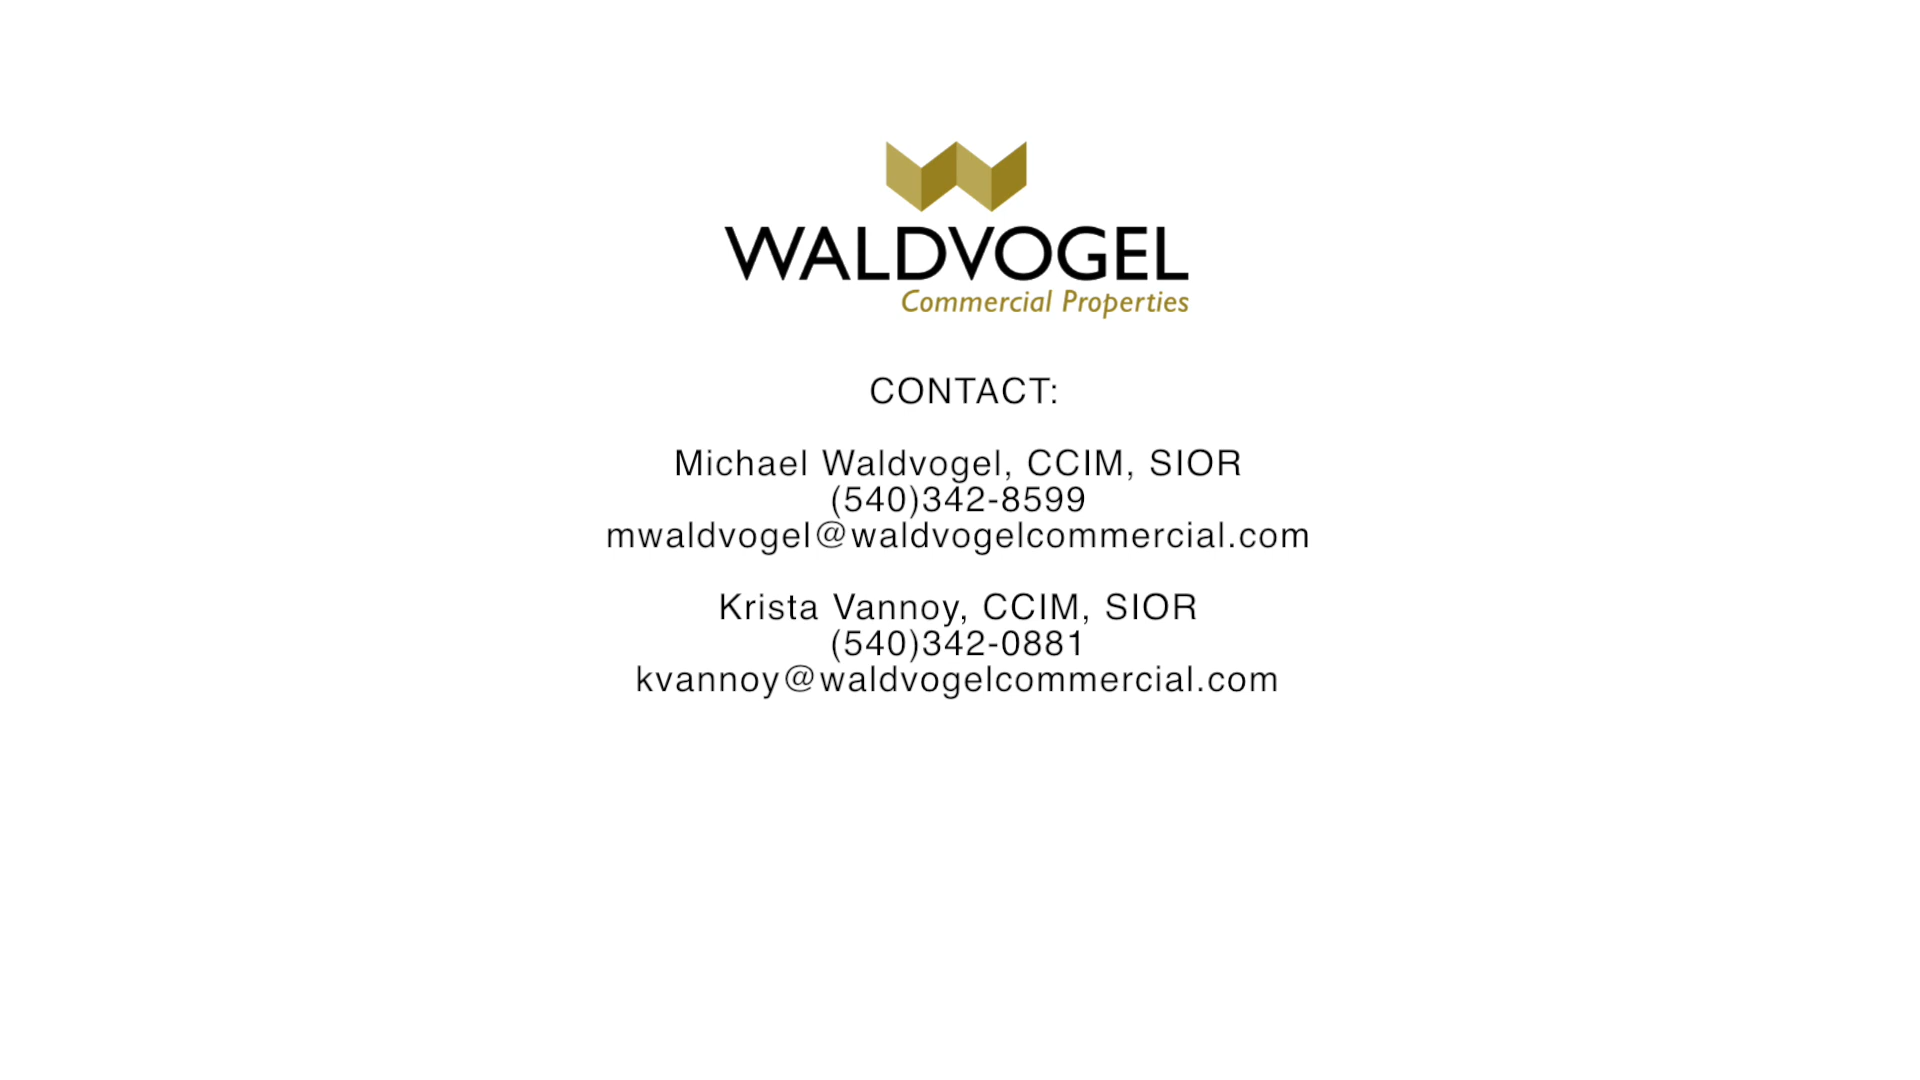 WALDVOGEL
Commercial Properties
CONTACT:
Michael Waldvogel, CCIM, SIOR
(540)342-8599
mwaldvogel@waldvogelcommercial.com
Krista Vannoy, CCIM, SIOR
(540)342-0881
kvannoy@waldvogelcommercial.com